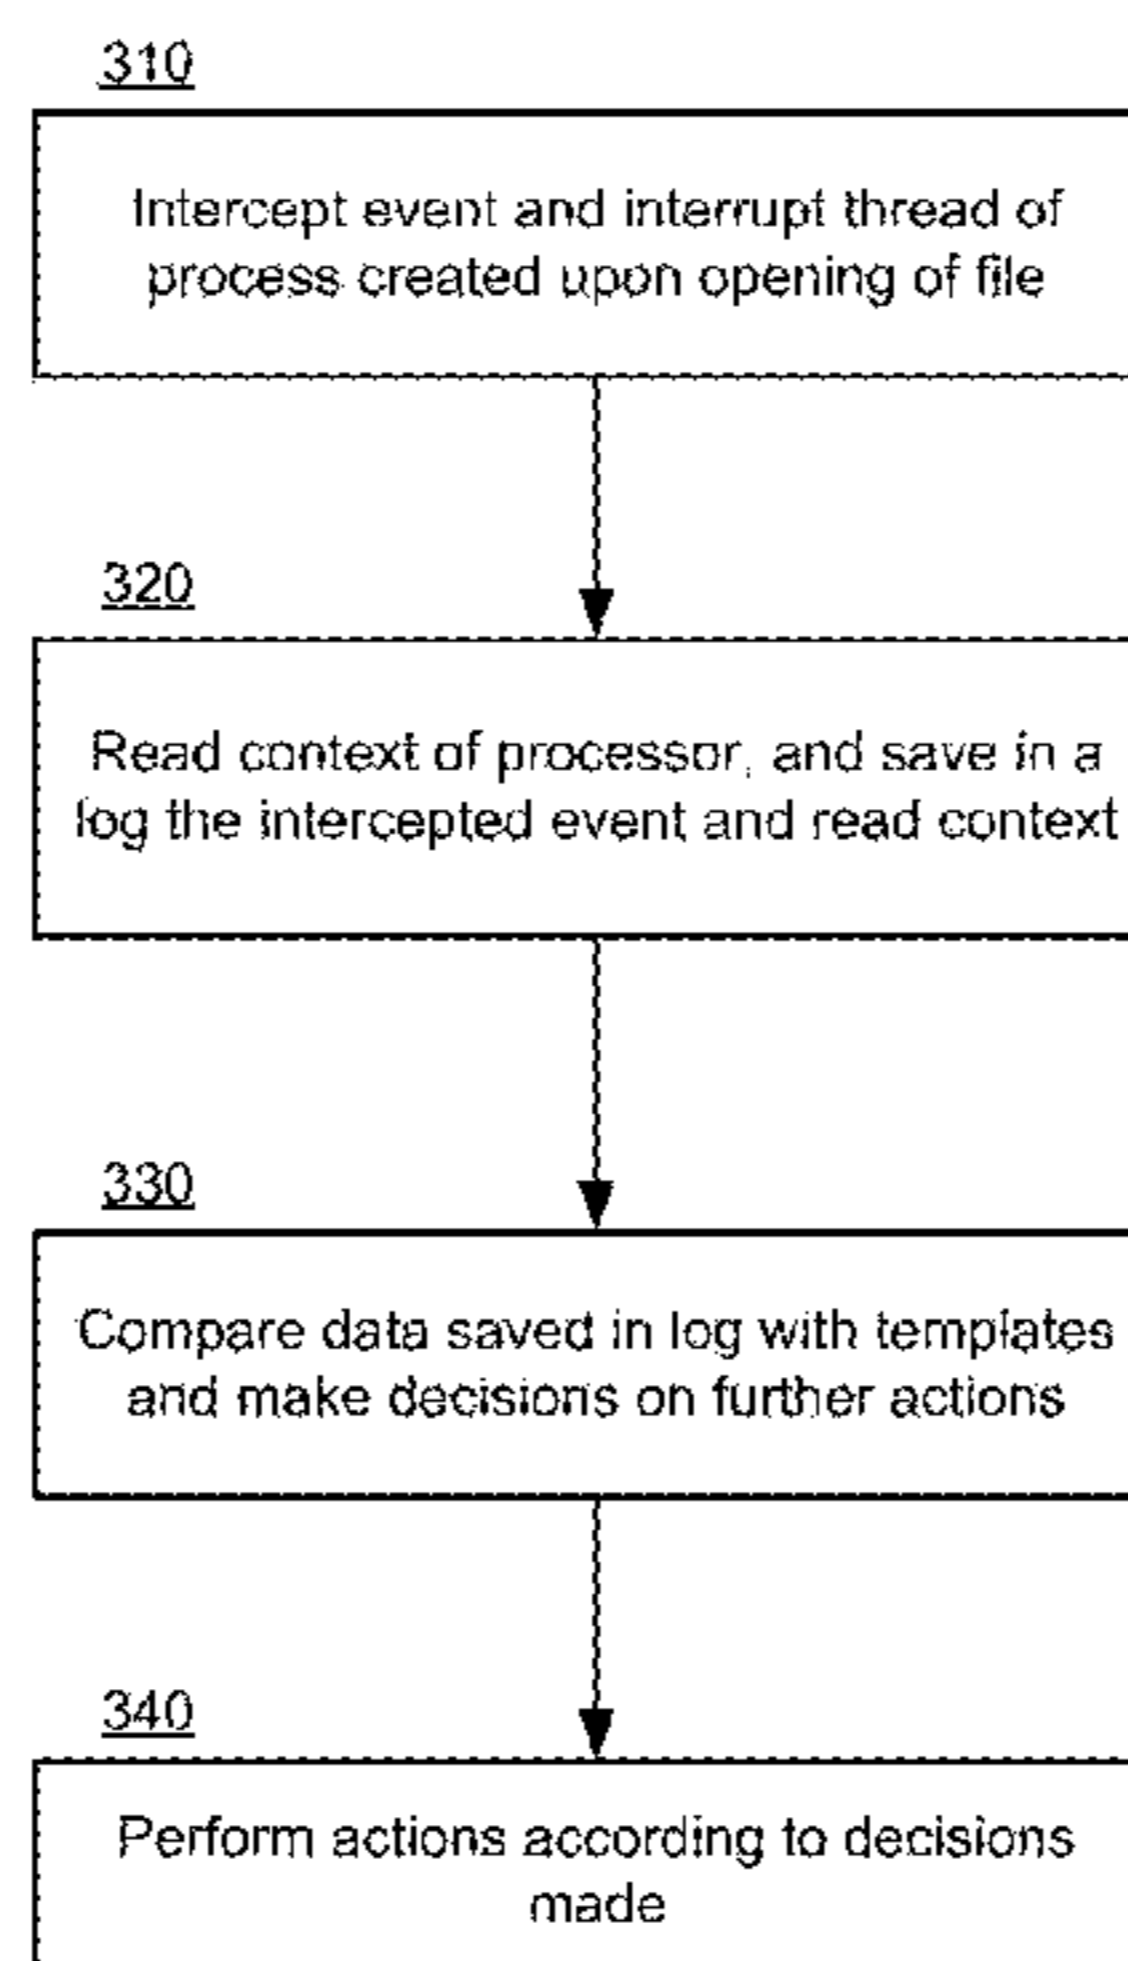 310
Intercept event and interrupt thread of
process created upon opening of file
320
Read context of processor, and save in a
log the intercepted event and read context
330
Compare data saved in log with templates
and make decisions on further actions
340
Perform actions according to decisions
made